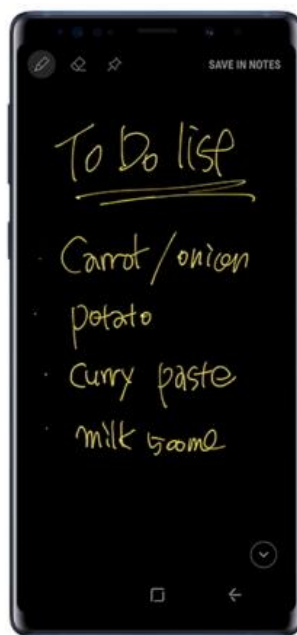 SAVE IN NOTES
To Do list
· Carrot / onion
· potato
· curry paste
· milk 500ml